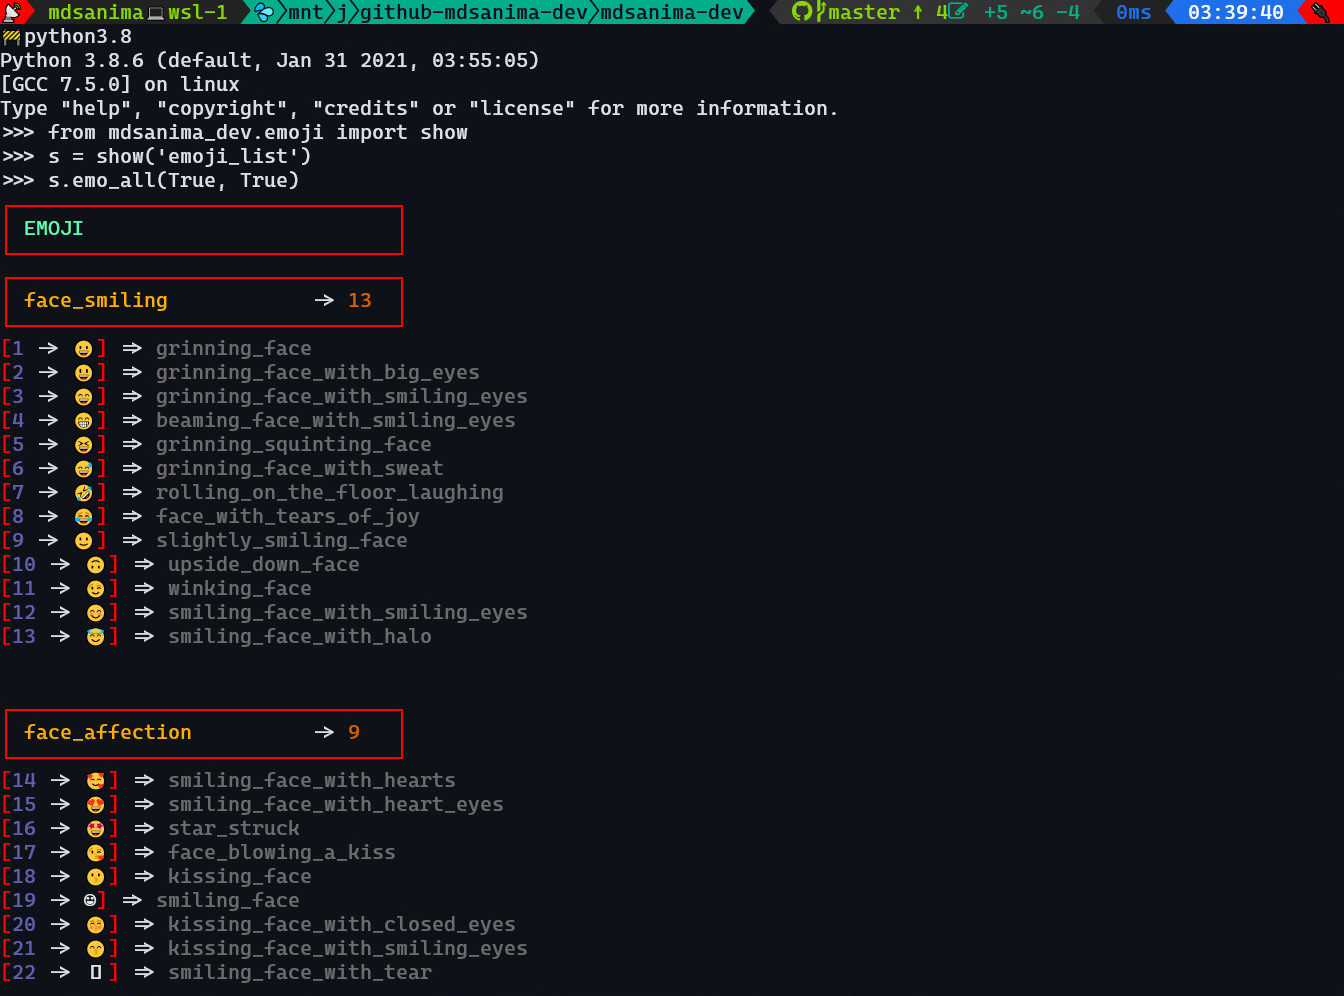 mdsanima💻wsl-1 mnt j github-mdsanima-dev mdsanima-dev master ↑ 4 +5 ~6 -4 0ms 03:39:40
🚧python3.8
Python 3.8.6 (default, Jan 31 2021, 03:55:05)
[GCC 7.5.0] on linux
Type "help", "copyright", "credits" or "license" for more information.
>>> from mdsanima_dev.emoji import show
>>> s = show('emoji_list')
>>> s.emo_all(True, True)
EMOJI
face_smiling → 13
[1 → 😀] ⇒ grinning_face
[2 → 😃] ⇒ grinning_face_with_big_eyes
[3 → 😄] ⇒ grinning_face_with_smiling_eyes
[4 → 😁] ⇒ beaming_face_with_smiling_eyes
[5 → 😆] ⇒ grinning_squinting_face
[6 → 😅] ⇒ grinning_face_with_sweat
[7 → 🤣] ⇒ rolling_on_the_floor_laughing
[8 → 😂] ⇒ face_with_tears_of_joy
[9 → 🙂] ⇒ slightly_smiling_face
[10 → 🙃] ⇒ upside_down_face
[11 → 😉] ⇒ winking_face
[12 → 😊] ⇒ smiling_face_with_smiling_eyes
[13 → 😇] ⇒ smiling_face_with_halo
face_affection → 9
[14 → 🥰] ⇒ smiling_face_with_hearts
[15 → 😍] ⇒ smiling_face_with_heart_eyes
[16 → 🤩] ⇒ star_struck
[17 → 😘] ⇒ face_blowing_a_kiss
[18 → 😗] ⇒ kissing_face
[19 → ☺] ⇒ smiling_face
[20 → 😚] ⇒ kissing_face_with_closed_eyes
[21 → 😙] ⇒ kissing_face_with_smiling_eyes
[22 → ▯] ⇒ smiling_face_with_tear